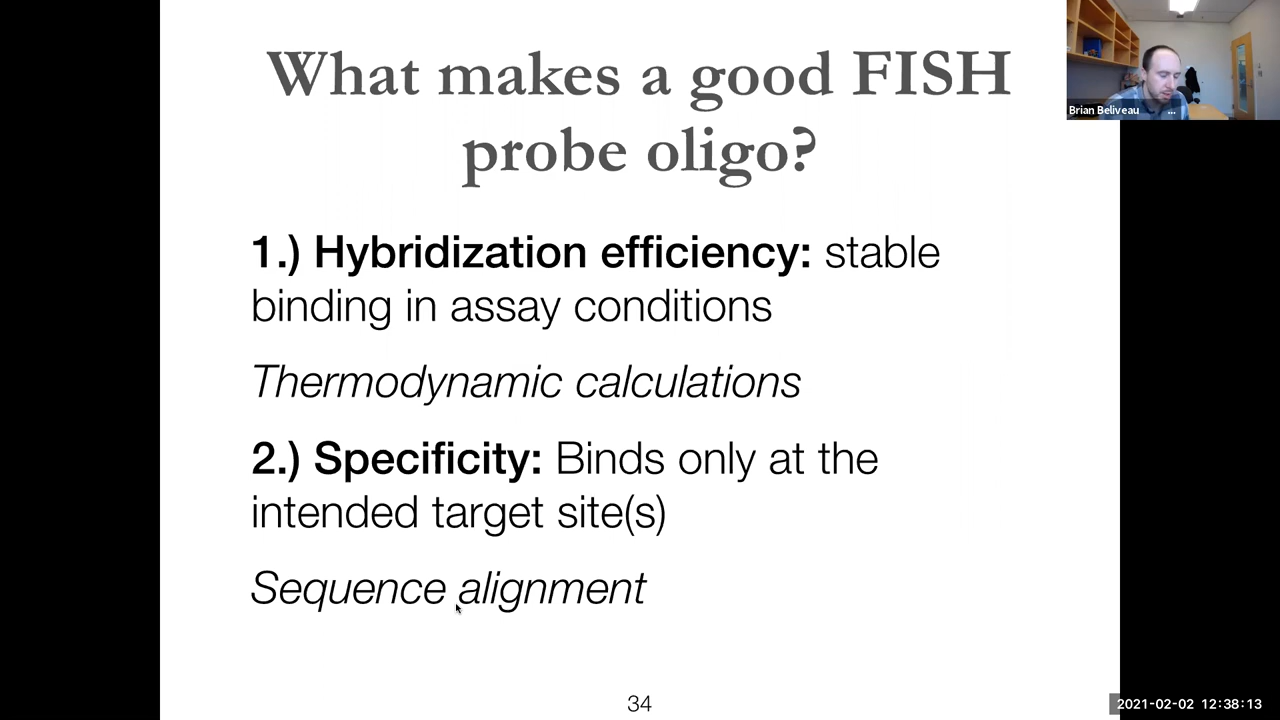 What makes a good FISH
probe oligo?
Brian Beliveau ...
1.) Hybridization efficiency: stable
binding in assay conditions
Thermodynamic calculations
2.) Specificity: Binds only at the
intended target site(s)
Sequence alignment
34
2021-02-02 12:38:13